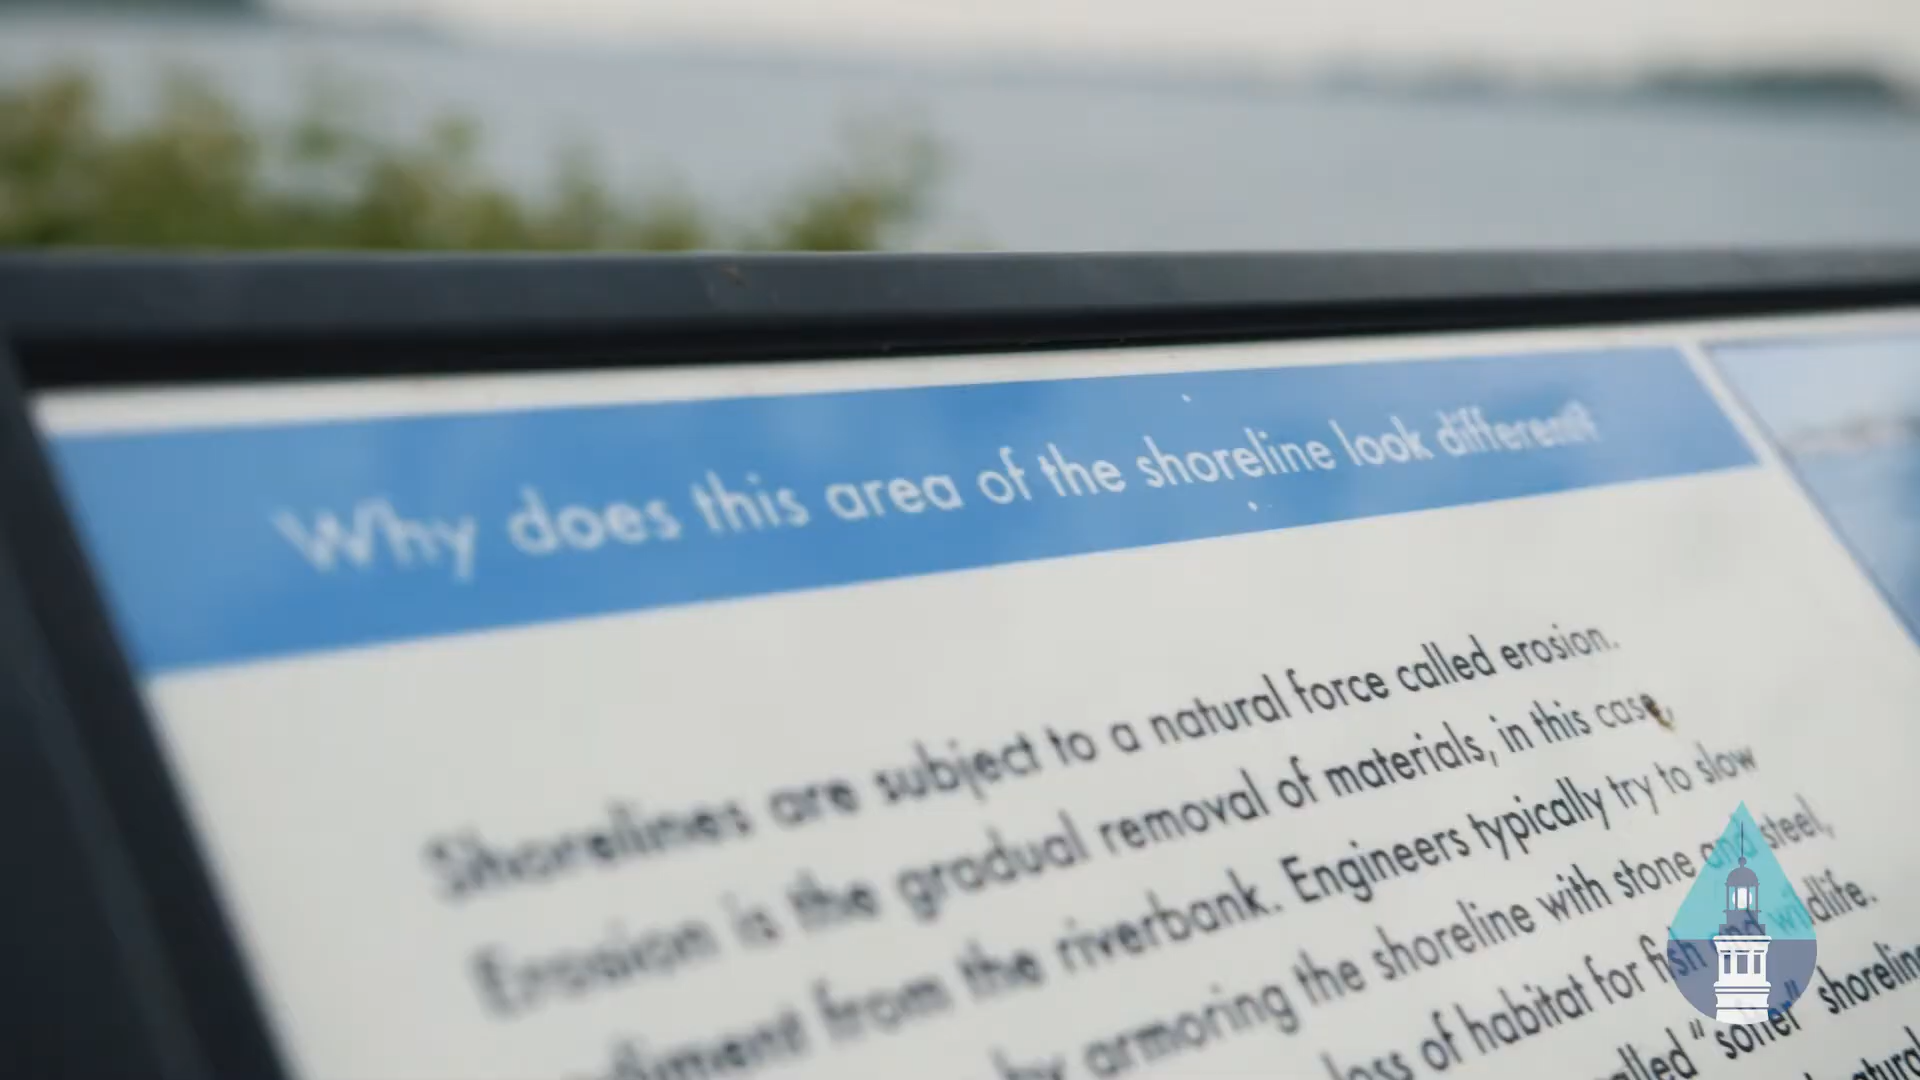 Why does this area of the shoreline look different?
Shorelines are subject to a natural force called erosion.
Erosion is the gradual removal of materials, in this case,
sediment from the riverbank. Engineers typically try to slow
by armoring the shoreline with stone and steel,
loss of habitat for fish and wildlife.
called "softer" shoreline
natural